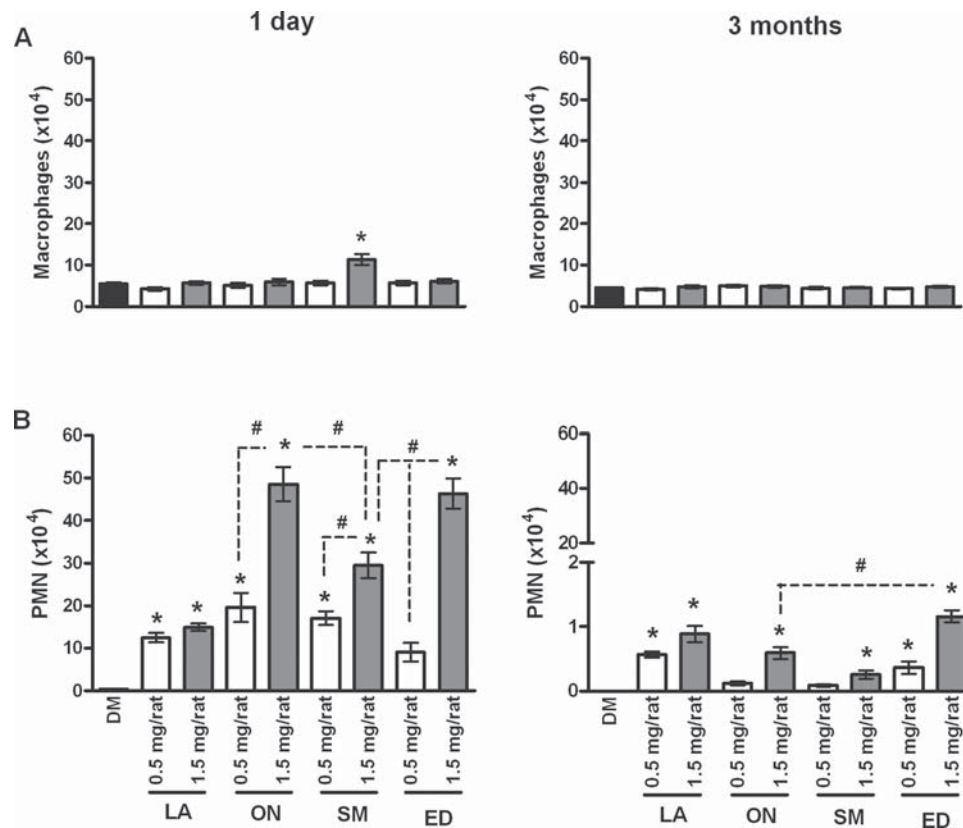 1 day
3 months
A
Macrophages (x10⁴)
60
50
40
30
20
10
0
*
Macrophages (x10⁴)
60
50
40
30
20
10
0
B
PMN (x10⁴)
60
50
40
30
20
10
0
# # #
* *
# *
* * * *
DM
0.5 mg/rat
1.5 mg/rat
0.5 mg/rat
1.5 mg/rat
0.5 mg/rat
1.5 mg/rat
0.5 mg/rat
1.5 mg/rat
LA ON SM ED
PMN (x10⁴)
60
40
20
2
1
0
#
* * * * * *
DM
0.5 mg/rat
1.5 mg/rat
0.5 mg/rat
1.5 mg/rat
0.5 mg/rat
1.5 mg/rat
0.5 mg/rat
1.5 mg/rat
LA ON SM ED